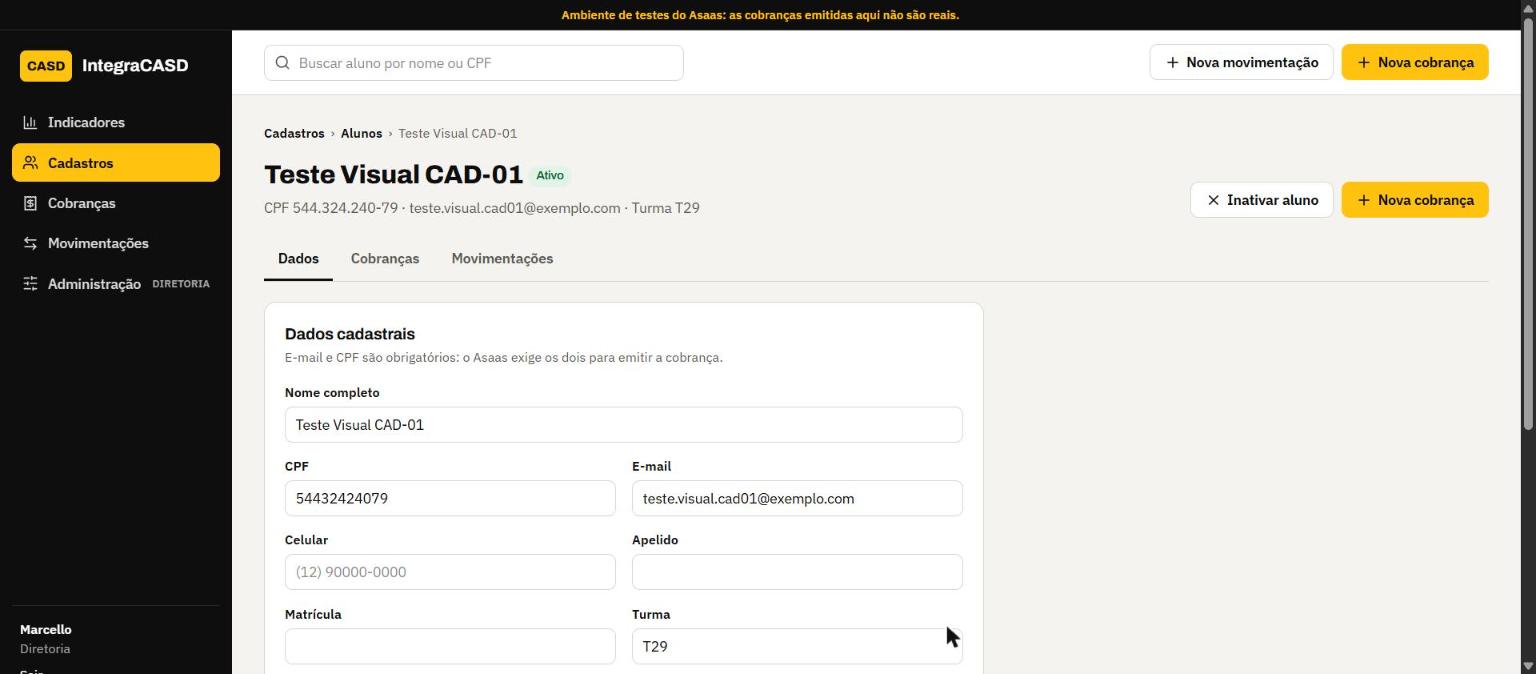 Ambiente de testes do Asaas: as cobranças emitidas aqui não são reais.
CASD IntegraCASD
Buscar aluno por nome ou CPF
+ Nova movimentação
+ Nova cobrança
Indicadores
Cadastros
Cobranças
Movimentações
Administração DIRETORIA
Cadastros › Alunos › Teste Visual CAD-01
Teste Visual CAD-01 Ativo
CPF 544.324.240-79 · teste.visual.cad01@exemplo.com · Turma T29
× Inativar aluno
+ Nova cobrança
Dados Cobranças Movimentações
Dados cadastrais
E-mail e CPF são obrigatórios: o Asaas exige os dois para emitir a cobrança.
Nome completo
Teste Visual CAD-01
CPF
54432424079
E-mail
teste.visual.cad01@exemplo.com
Celular
(12) 90000-0000
Apelido
Matrícula
Turma
T29
Marcello
Diretoria